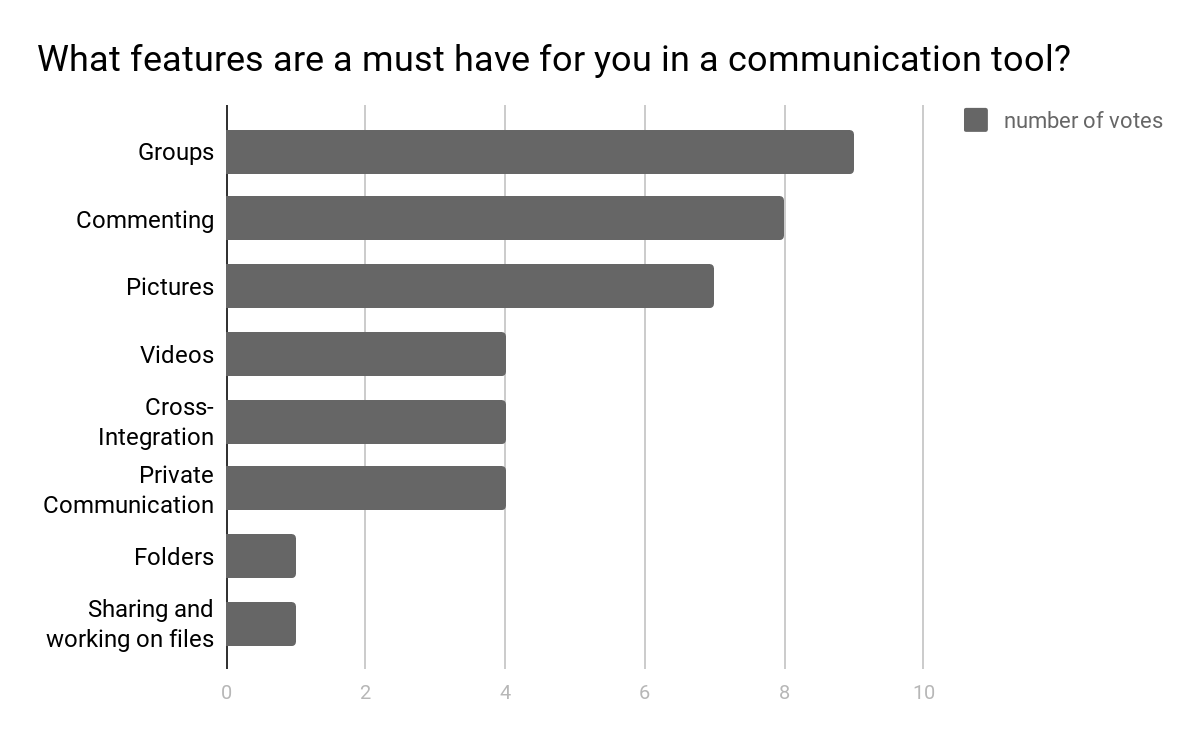 What features are a must have for you in a communication tool?
number of votes
Groups
Commenting
Pictures
Videos
Cross-
Integration
Private
Communication
Folders
Sharing and
working on files
0 2 4 6 8 10